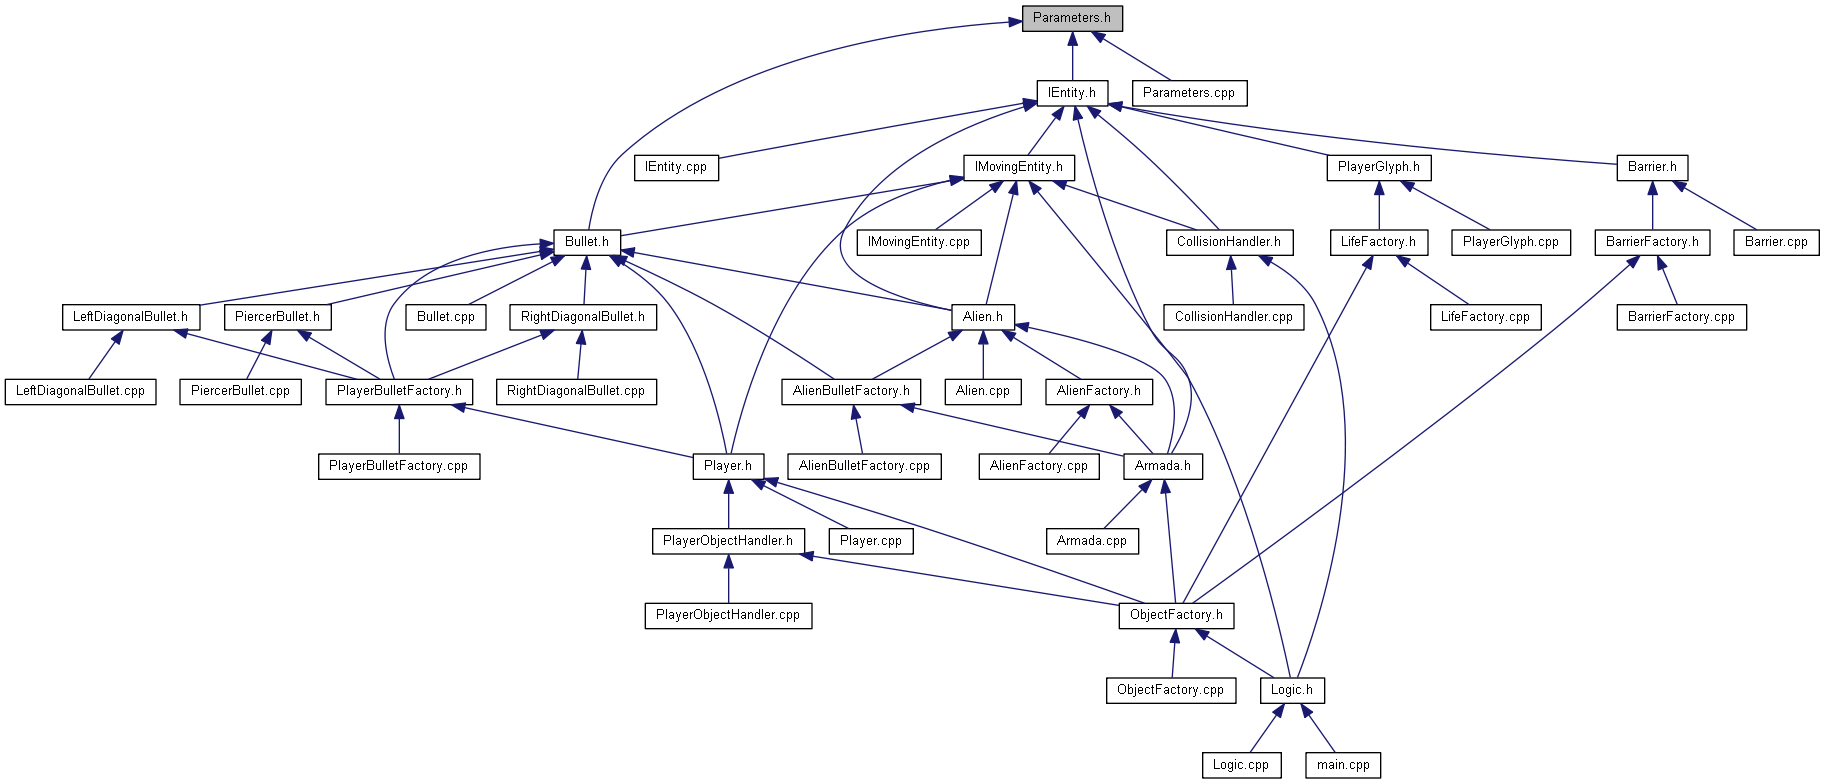 Parameters.h
IEntity.h
Parameters.cpp
IEntity.cpp
IMovingEntity.h
PlayerGlyph.h
Barrier.h
Bullet.h
IMovingEntity.cpp
CollisionHandler.h
LifeFactory.h
PlayerGlyph.cpp
BarrierFactory.h
Barrier.cpp
LeftDiagonalBullet.h
PiercerBullet.h
Bullet.cpp
RightDiagonalBullet.h
Alien.h
CollisionHandler.cpp
LifeFactory.cpp
BarrierFactory.cpp
LeftDiagonalBullet.cpp
PiercerBullet.cpp
PlayerBulletFactory.h
RightDiagonalBullet.cpp
AlienBulletFactory.h
Alien.cpp
AlienFactory.h
PlayerBulletFactory.cpp
Player.h
AlienBulletFactory.cpp
AlienFactory.cpp
Armada.h
PlayerObjectHandler.h
Player.cpp
Armada.cpp
PlayerObjectHandler.cpp
ObjectFactory.h
ObjectFactory.cpp
Logic.h
Logic.cpp
main.cpp